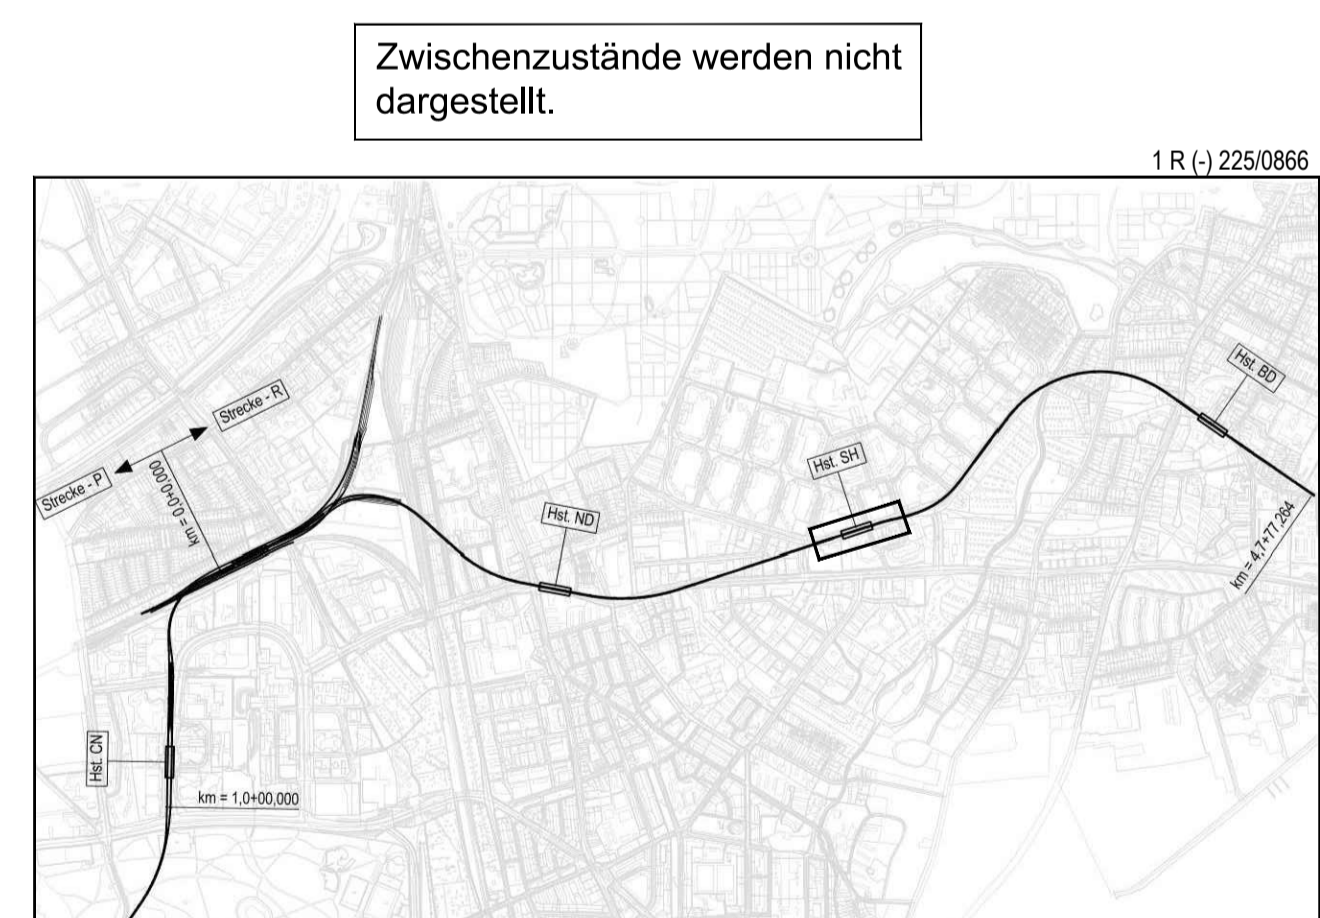 Zwischenzustände werden nicht
dargestellt.
1 R (-) 225/0866
Hst. BD
Strecke - R
Strecke - P
km = 0,0+0,000
Hst. SH
Hst. ND
km = 4,7+77,264
Hst. CN
km = 1,0+00,000